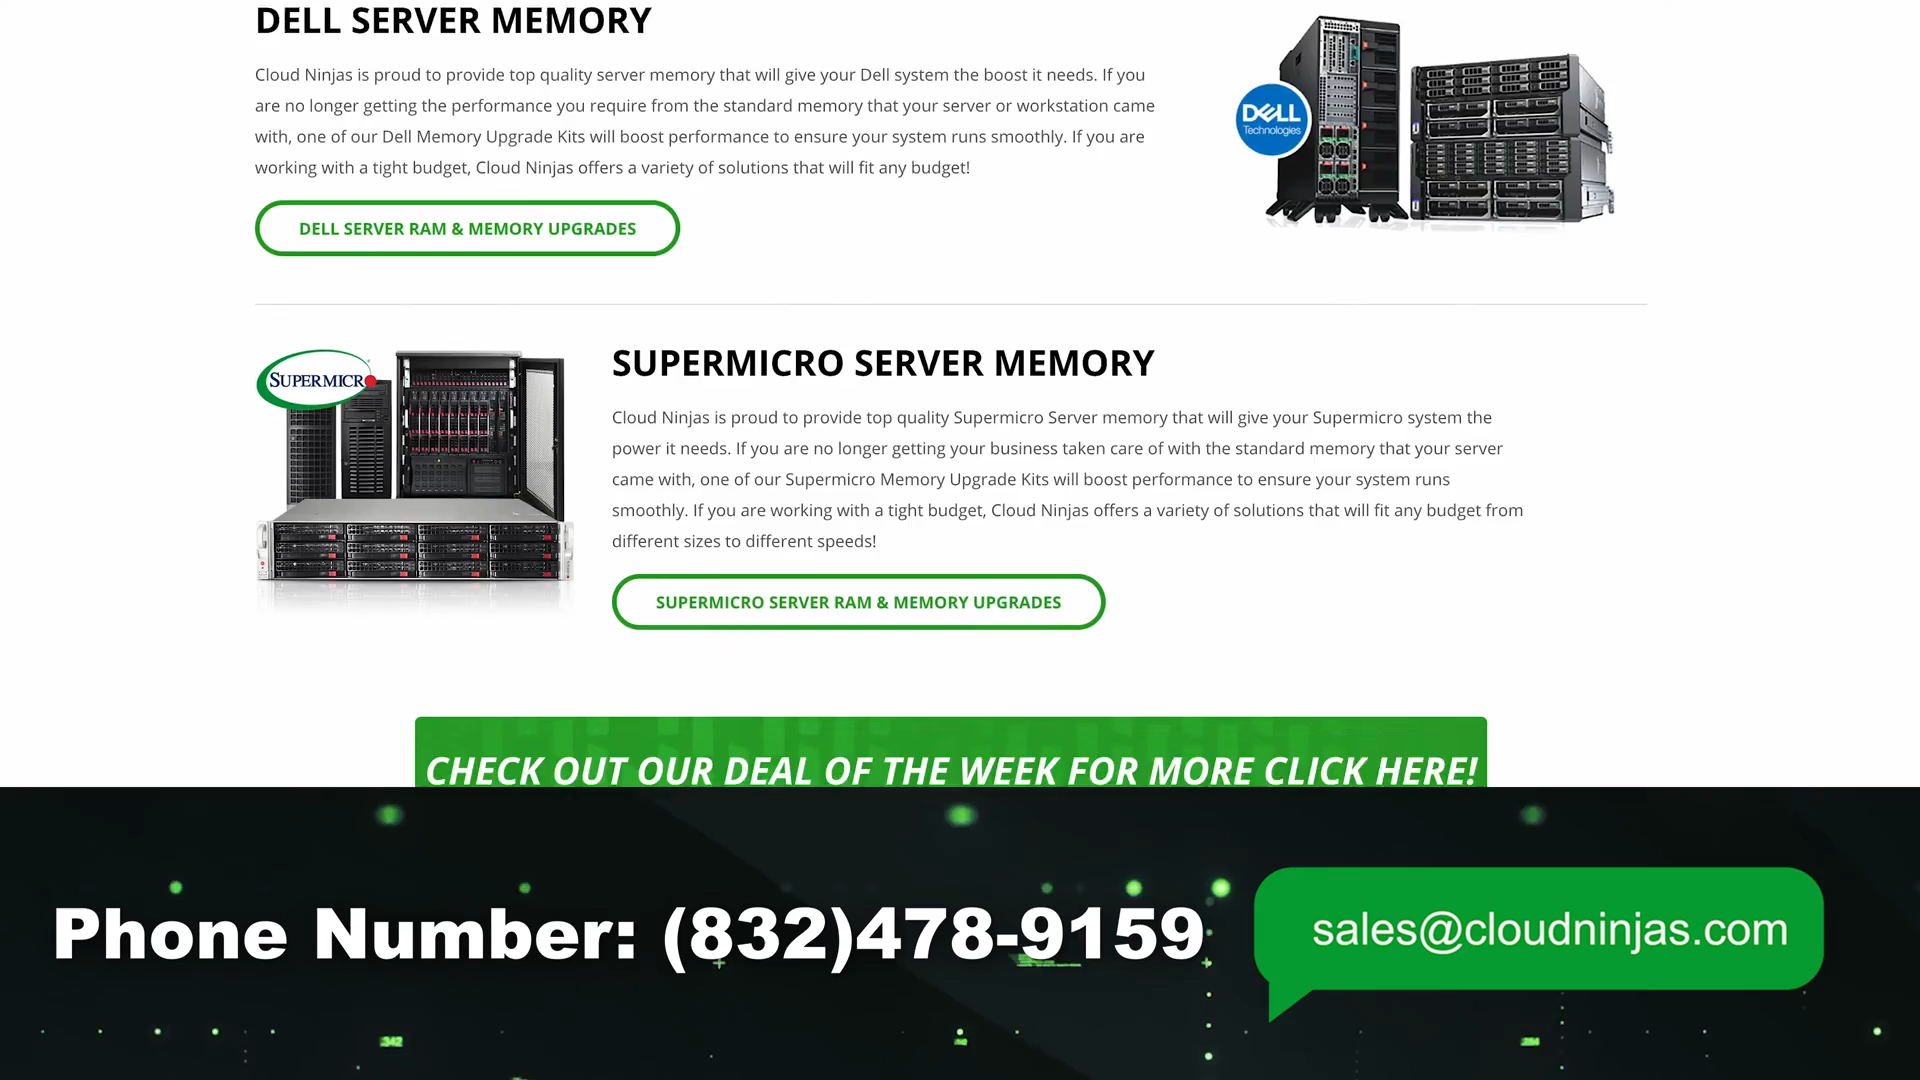 DELL SERVER MEMORY
Cloud Ninjas is proud to provide top quality server memory that will give your Dell system the boost it needs. If you
are no longer getting the performance you require from the standard memory that your server or workstation came
with, one of our Dell Memory Upgrade Kits will boost performance to ensure your system runs smoothly. If you are
working with a tight budget, Cloud Ninjas offers a variety of solutions that will fit any budget!
DELL SERVER RAM & MEMORY UPGRADES
DELL
Technologies
SUPERMICRO
SUPERMICRO SERVER MEMORY
Cloud Ninjas is proud to provide top quality Supermicro Server memory that will give your Supermicro system the
power it needs. If you are no longer getting your business taken care of with the standard memory that your server
came with, one of our Supermicro Memory Upgrade Kits will boost performance to ensure your system runs
smoothly. If you are working with a tight budget, Cloud Ninjas offers a variety of solutions that will fit any budget from
different sizes to different speeds!
SUPERMICRO SERVER RAM & MEMORY UPGRADES
CHECK OUT OUR DEAL OF THE WEEK FOR MORE CLICK HERE!
Phone Number: (832)478-9159
sales@cloudninjas.com